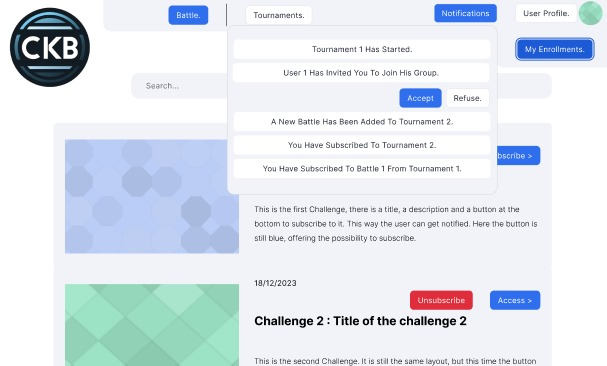 CKB
Battle.
Tournaments.
Notifications
User Profile.
My Enrollments.
Search...
Tournament 1 Has Started.
User 1 Has Invited You To Join His Group.
Accept
Refuse.
A New Battle Has Been Added To Tournament 2.
You Have Subscribed To Tournament 2.
You Have Subscribed To Battle 1 From Tournament 1.
bscribe >
This is the first Challenge, there is a title, a description and a button at the
bottom to subscribe to it. This way the user can get notified. Here the button is
still blue, offering the possibility to subscribe.
18/12/2023
Unsubscribe
Access >
Challenge 2 : Title of the challenge 2
This is the second Challenge. It is still the same layout, but this time the button